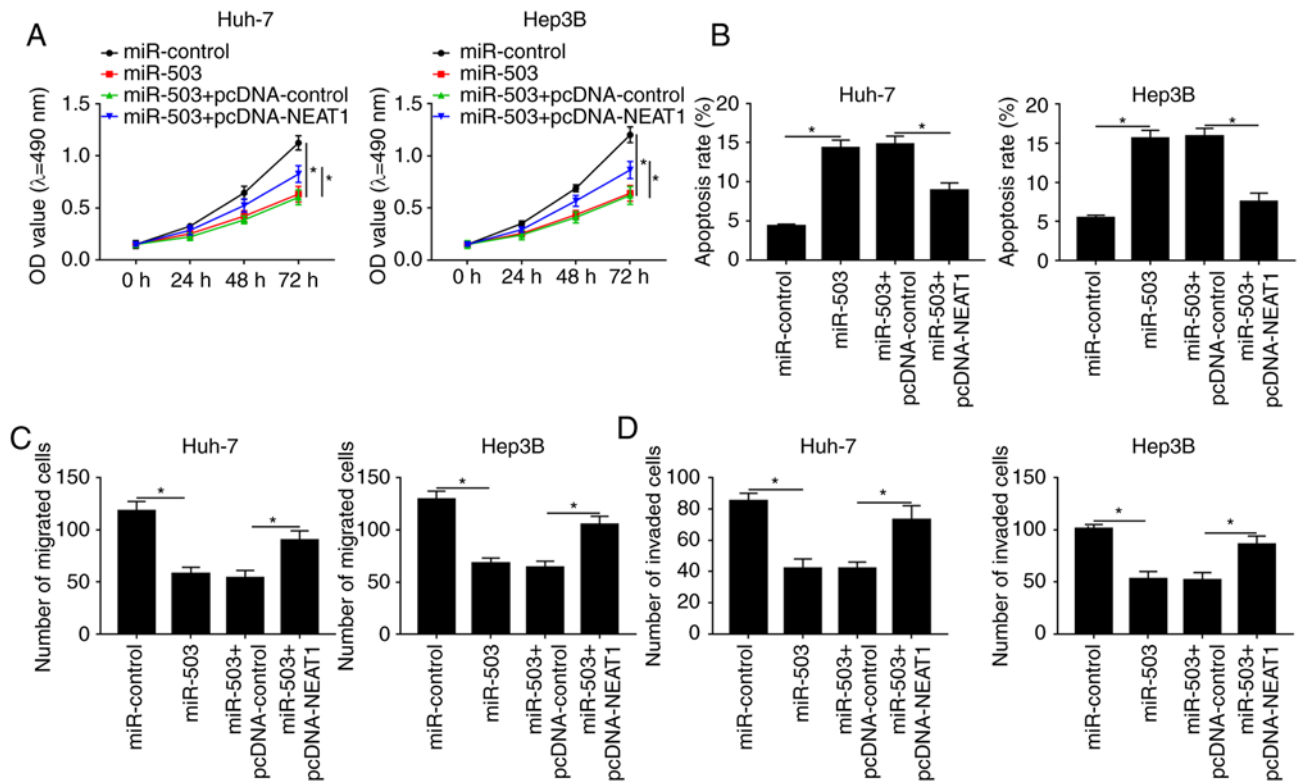 A
Huh-7
miR-control
miR-503
miR-503+pcDNA-control
miR-503+pcDNA-NEAT1
OD value (λ=490 nm)
1.5
1.0
0.5
0.0
0 h
24 h
48 h
72 h
*
*
Hep3B
miR-control
miR-503
miR-503+pcDNA-control
miR-503+pcDNA-NEAT1
OD value (λ=490 nm)
1.5
1.0
0.5
0.0
0 h
24 h
48 h
72 h
*
*
B
Huh-7
Apoptosis rate (%)
20
15
10
5
0
*
*
miR-control
miR-503
miR-503+
pcDNA-control
miR-503+
pcDNA-NEAT1
Hep3B
Apoptosis rate (%)
20
15
10
5
0
*
*
miR-control
miR-503
miR-503+
pcDNA-control
miR-503+
pcDNA-NEAT1
C
Huh-7
Number of migrated cells
150
100
50
0
*
*
miR-control
miR-503
miR-503+
pcDNA-control
miR-503+
pcDNA-NEAT1
Hep3B
Number of migrated cells
150
100
50
0
*
*
miR-control
miR-503
miR-503+
pcDNA-control
miR-503+
pcDNA-NEAT1
D
Huh-7
Number of invaded cells
100
80
60
40
20
0
*
*
miR-control
miR-503
miR-503+
pcDNA-control
miR-503+
pcDNA-NEAT1
Hep3B
Number of invaded cells
150
100
50
0
*
*
miR-control
miR-503
miR-503+
pcDNA-control
miR-503+
pcDNA-NEAT1